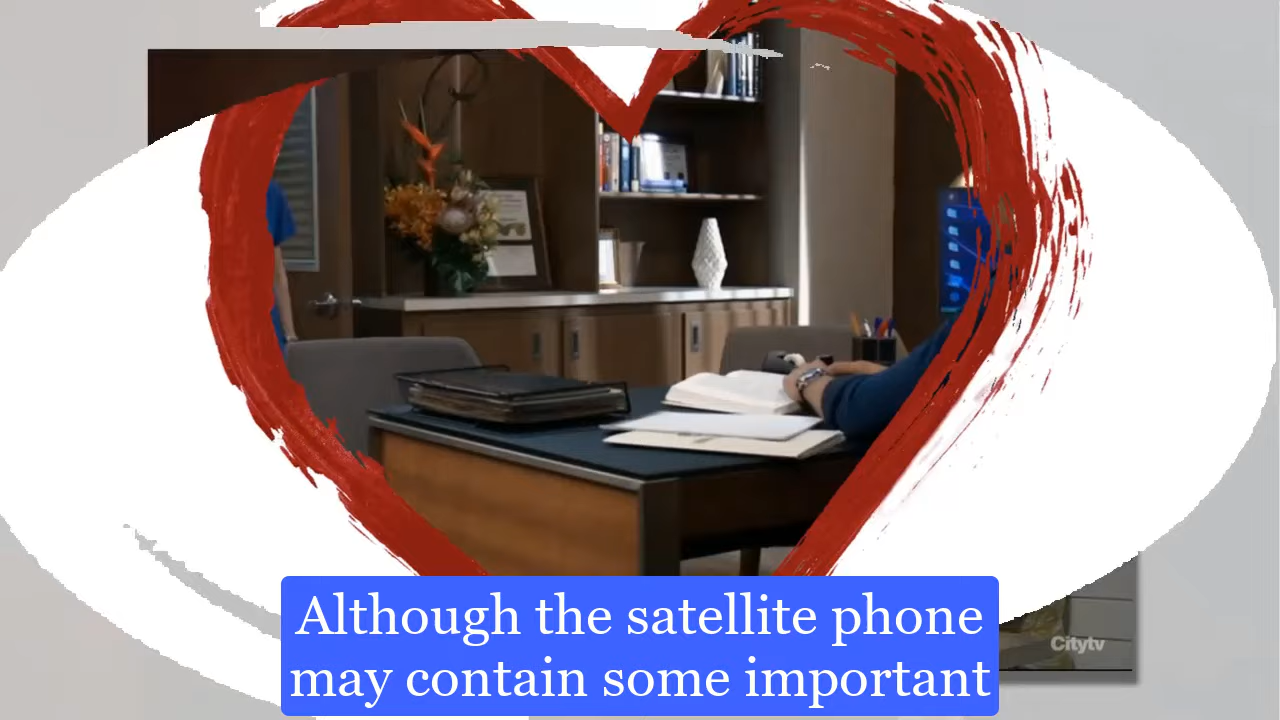 Citytv
Although the satellite phone
may contain some important